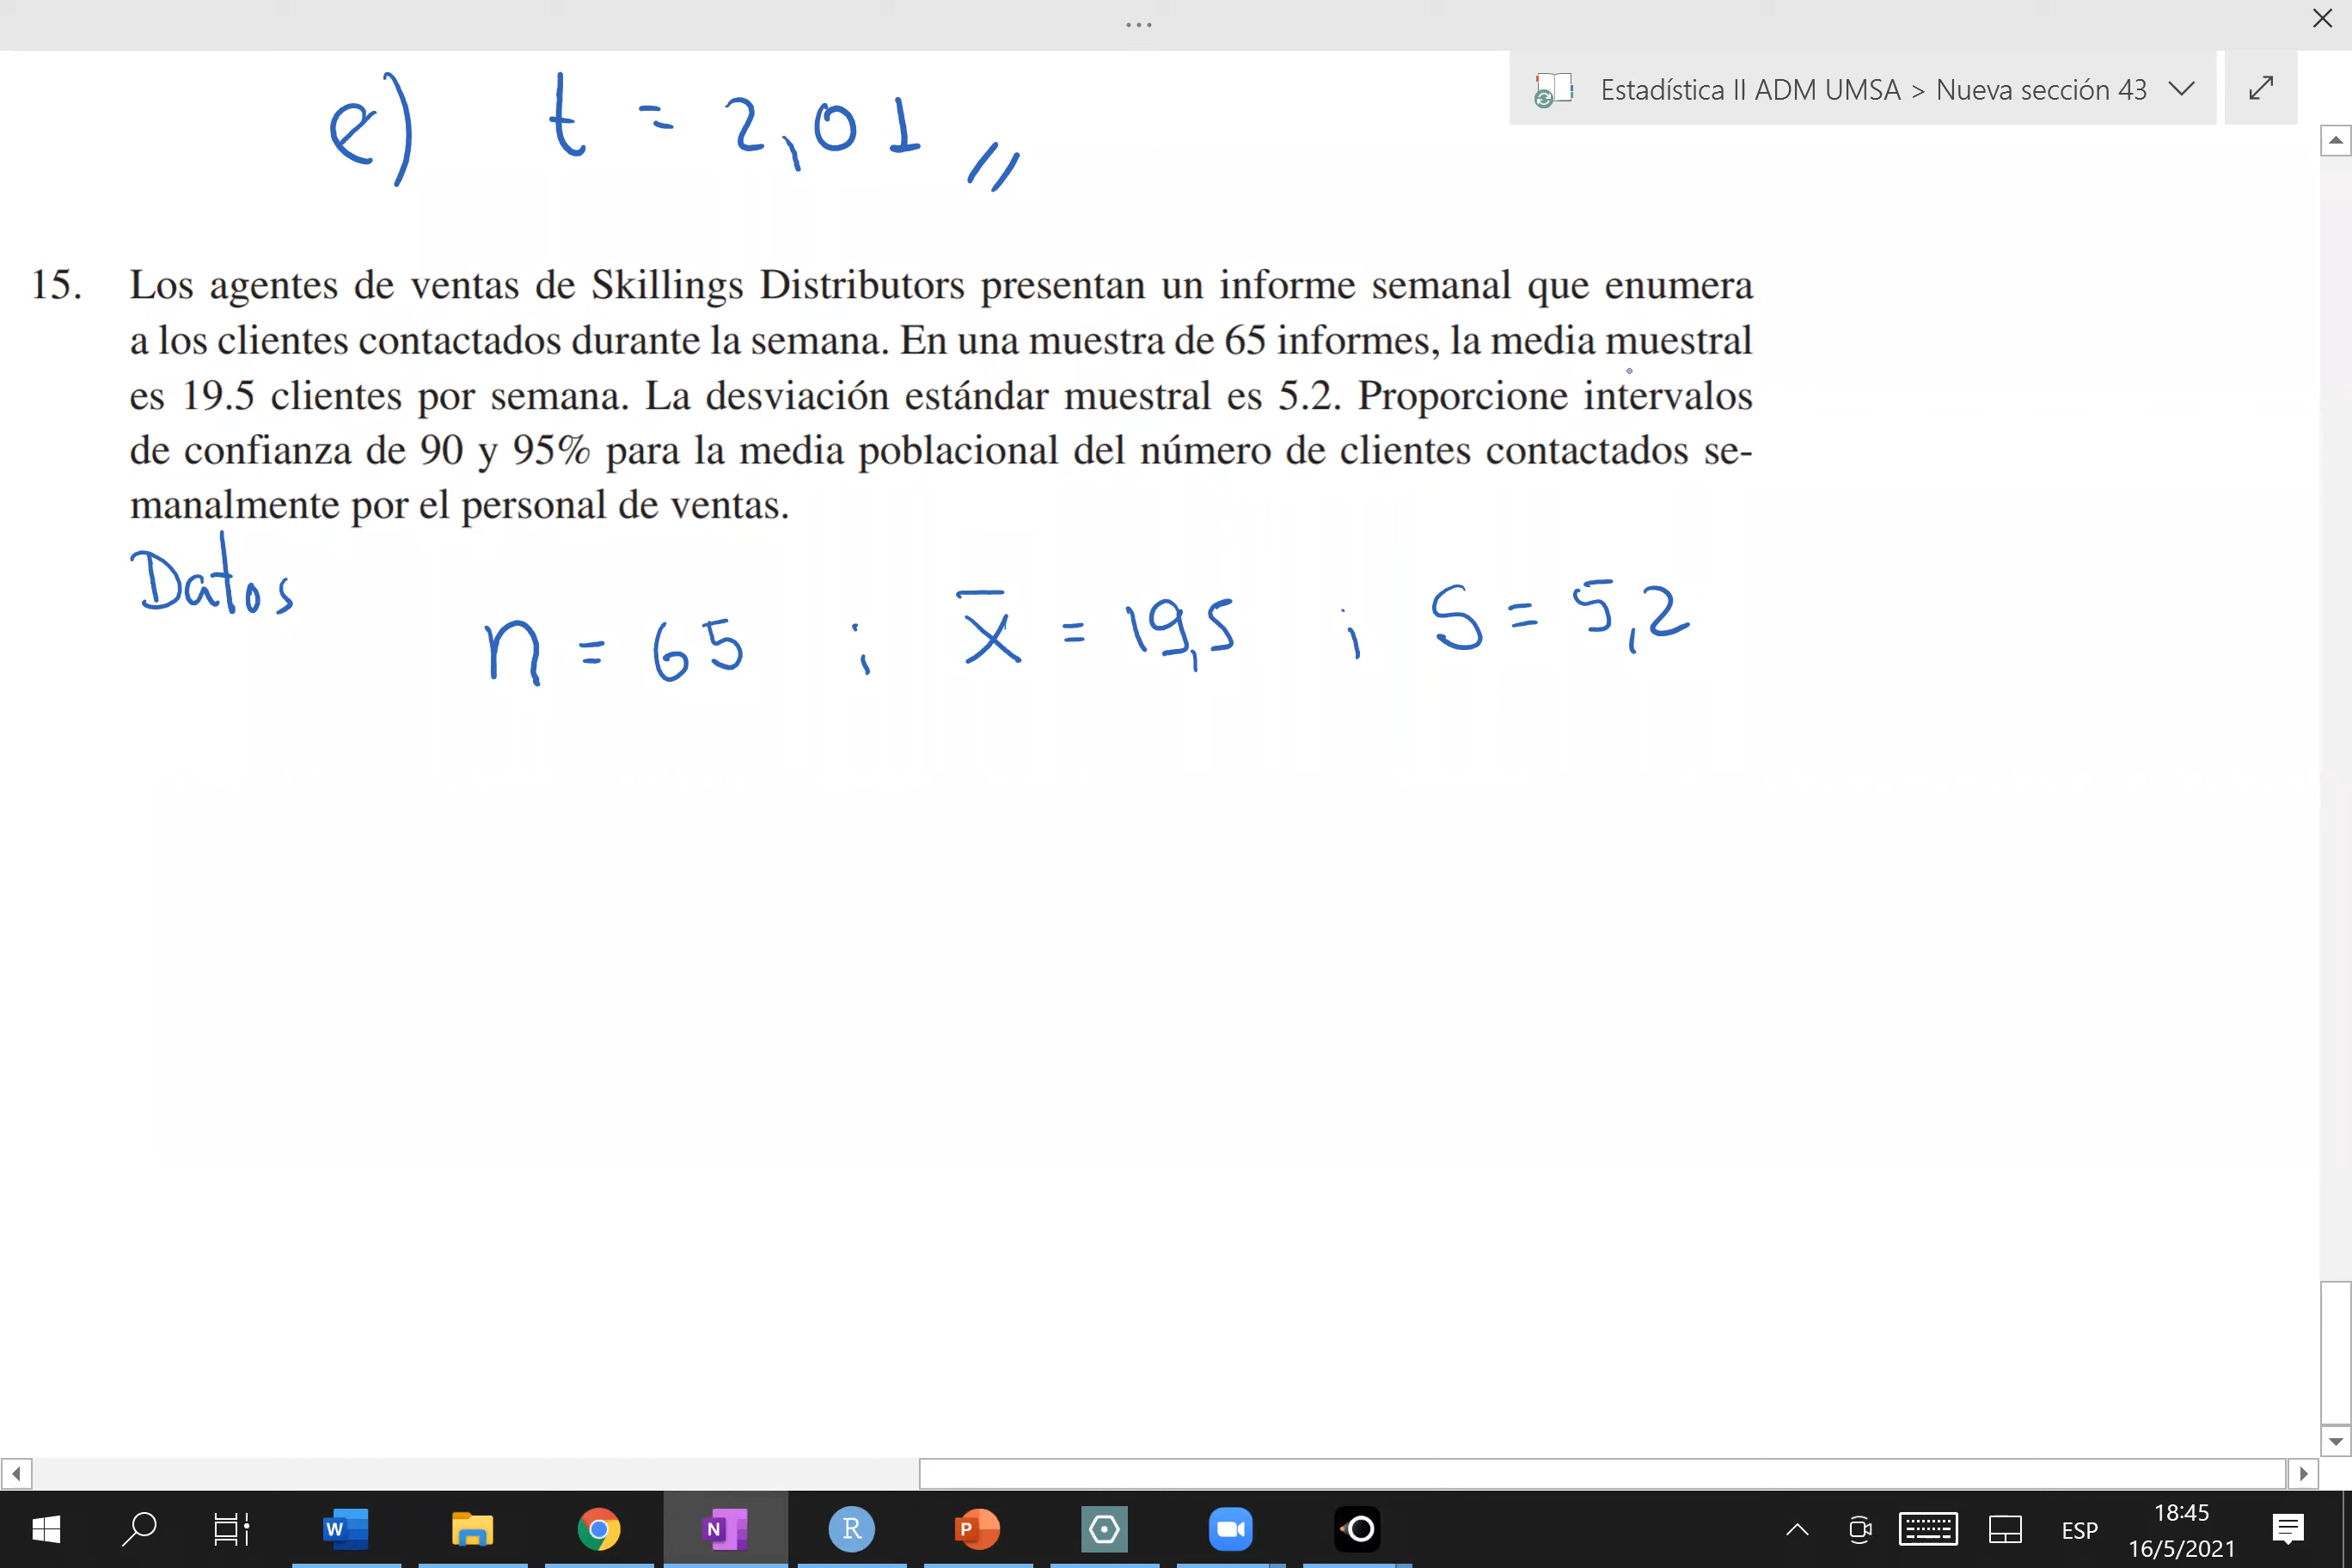 Estadística II ADM UMSA > Nueva sección 43
e) t = 2,01 //
15. Los agentes de ventas de Skillings Distributors presentan un informe semanal que enumera
a los clientes contactados durante la semana. En una muestra de 65 informes, la media muestral
es 19.5 clientes por semana. La desviación estándar muestral es 5.2. Proporcione intervalos
de confianza de 90 y 95% para la media poblacional del número de clientes contactados se-
manalmente por el personal de ventas.
Datos
n = 65 ; x̄ = 19,5 ; S = 5,2
ESP
18:45
16/5/2021